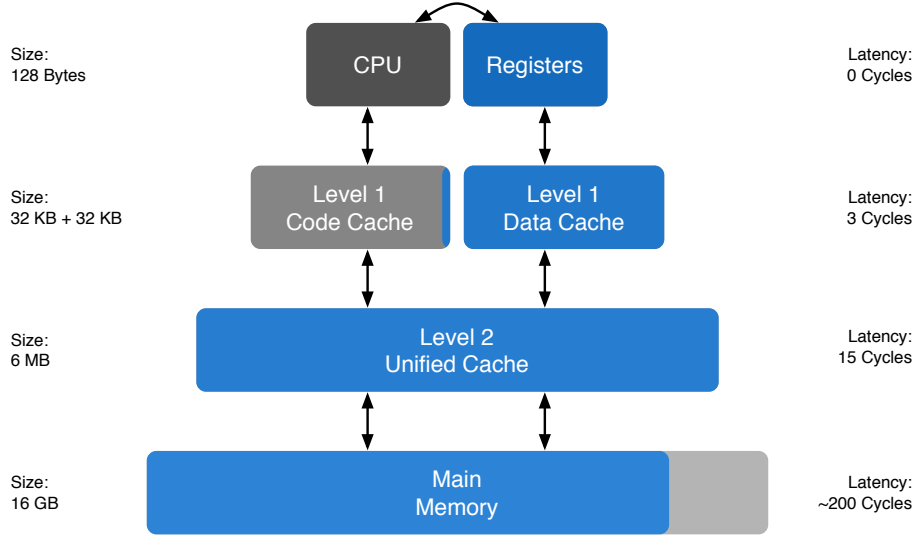 Size:
128 Bytes
CPU
Registers
Latency:
0 Cycles
Size:
32 KB + 32 KB
Level 1
Code Cache
Level 1
Data Cache
Latency:
3 Cycles
Size:
6 MB
Level 2
Unified Cache
Latency:
15 Cycles
Size:
16 GB
Main
Memory
Latency:
~200 Cycles